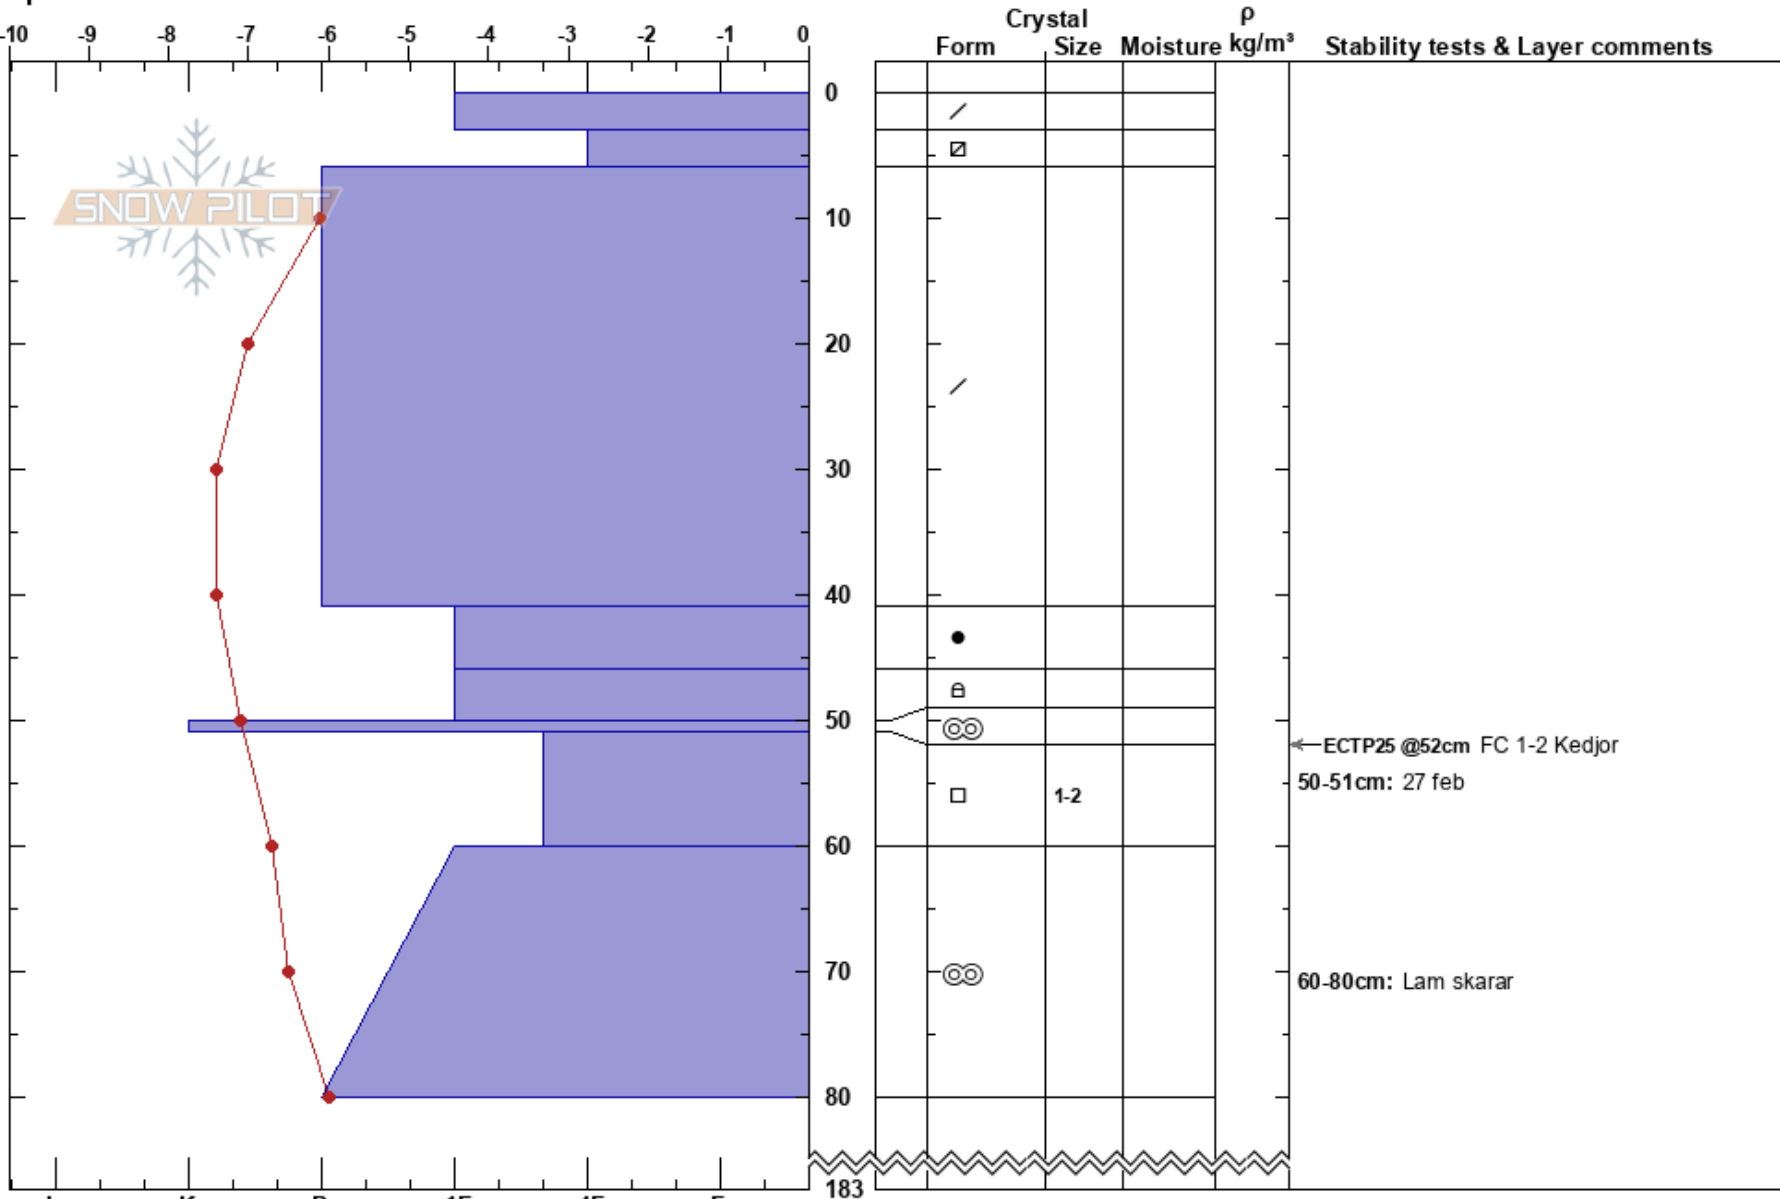 Crystal ρ
-10 -9 -8 -7 -6 -5 -4 -3 -2 -1 0 Form Size Moisture kg/m³ Stability tests & Layer comments
0
SNOW PILOT
10
20
30
40
50
ECTP25 @52cm FC 1-2 Kedjor
50-51cm: 27 feb
1-2
60
70
60-80cm: Lam skarar
80
183